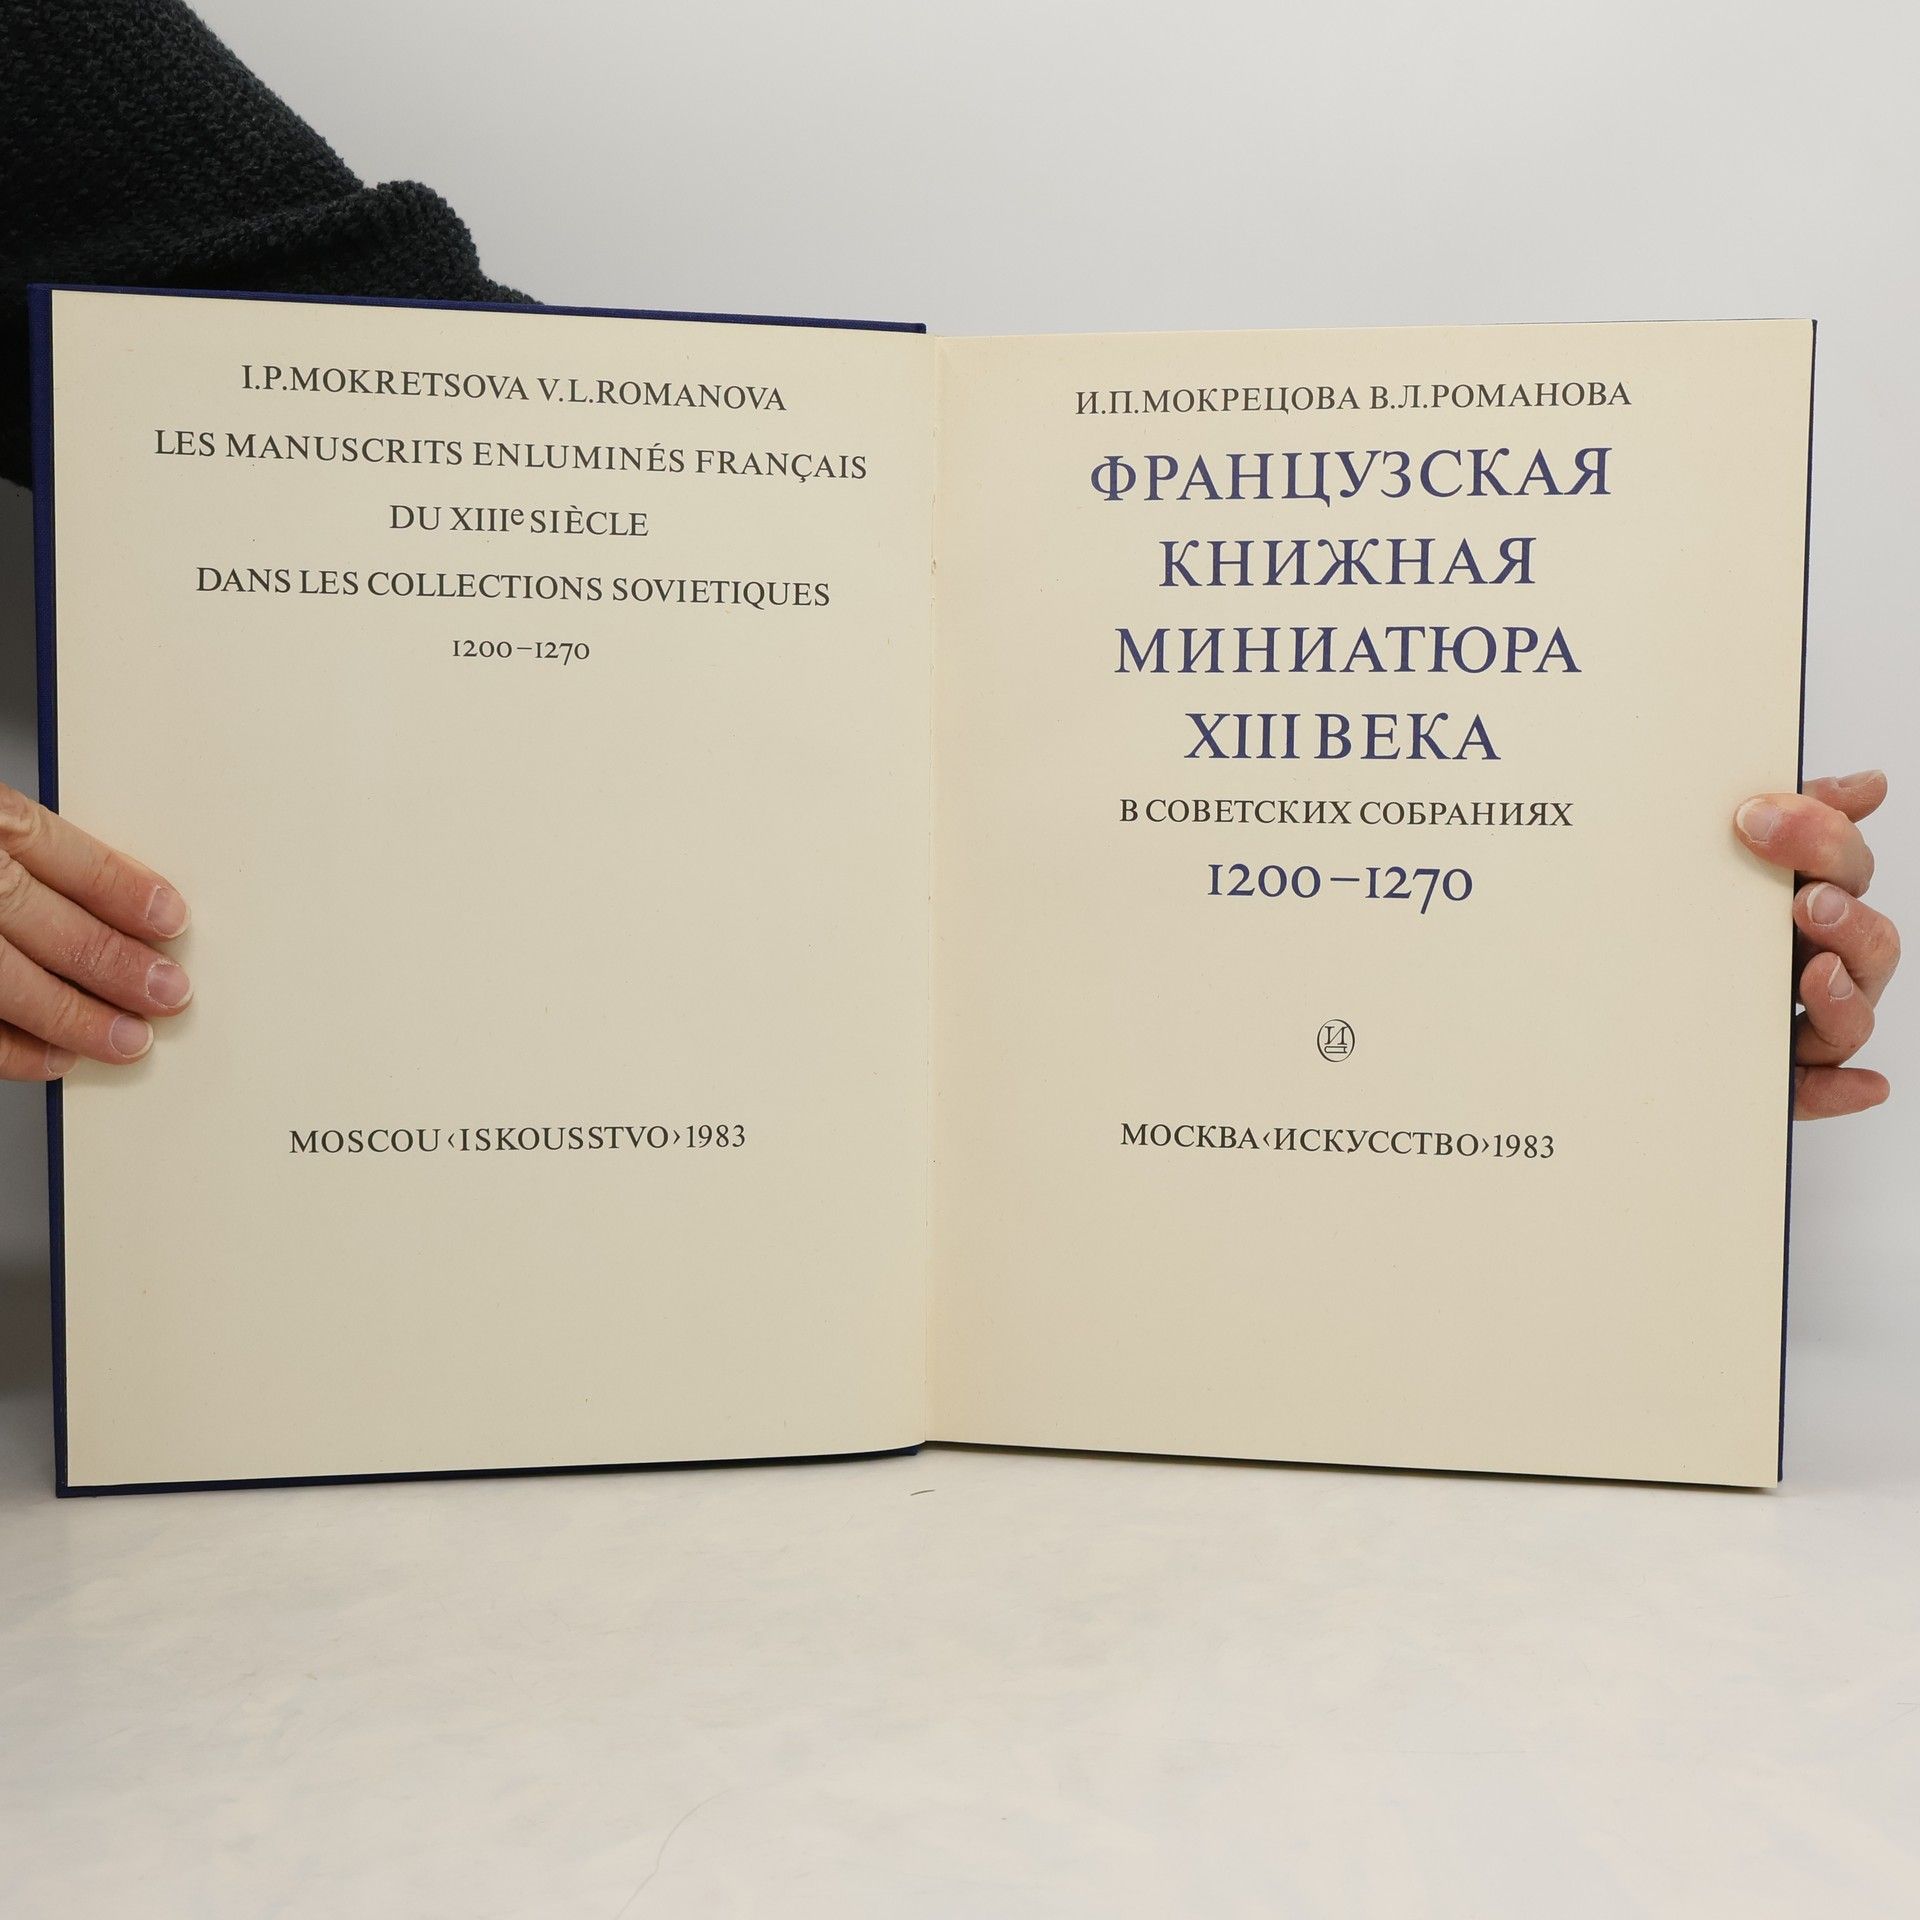 I.P.MOKRETSOVA V.L.ROMANOVA
LES MANUSCRITS ENLUMINÉS FRANÇAIS
DU XIIIe SIÈCLE
DANS LES COLLECTIONS SOVIETIQUES
1200–1270
MOSCOU ‹ISKOUSSTVO› 1983
И.П.МОКРЕЦОВА В.Л.РОМАНОВА
ФРАНЦУЗСКАЯ
КНИЖНАЯ
МИНИАТЮРА
XIII ВЕКА
В СОВЕТСКИХ СОБРАНИЯХ
1200–1270
И
МОСКВА ‹ИСКУССТВО› 1983